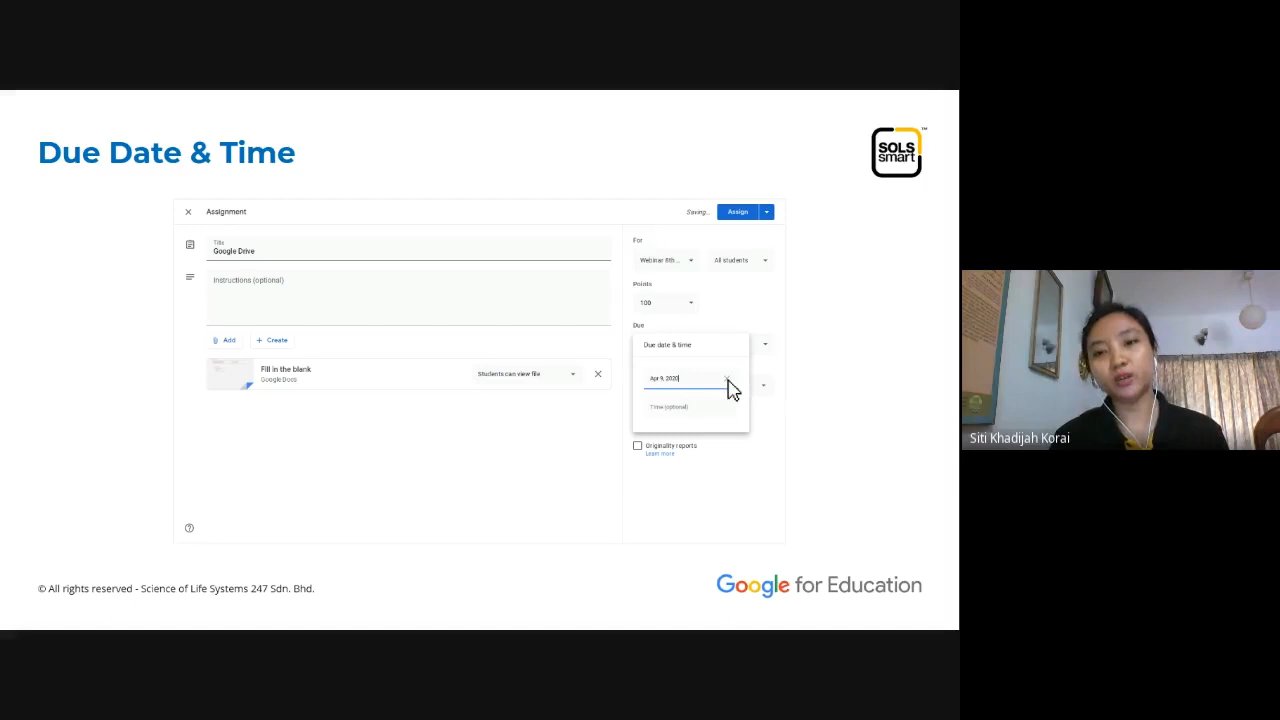 Due Date & Time
SOLS
smart
TM
Assignment
Saving...
Assign
Title
Google Drive
Instructions (optional)
Add
Create
Fill in the blank
Google Docs
Students can view file
For
Webinar 8th ...
All students
Points
100
Due
Due date & time
Apr 9, 2020
Time (optional)
Originality reports
Learn more
© All rights reserved - Science of Life Systems 247 Sdn. Bhd.
Google for Education
Siti Khadijah Korai